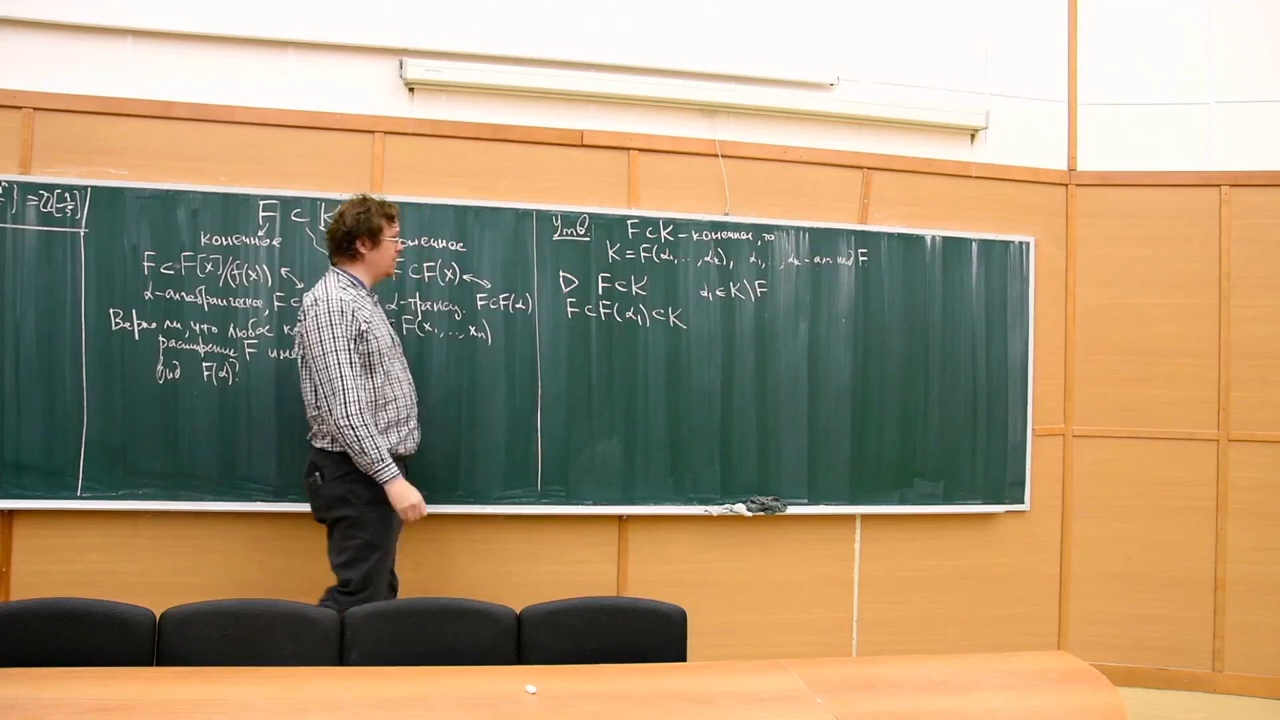 } = ℤ[1/5]
F ⊂ K
конечное
конечное
F ⊂ F[x]/(f(x))
F ⊂ F(x)
α-алгебраическое, F ⊂
α-трансц. F⊂F(α)
Верно ли, что любое
F(x₁,..,xₙ)
расширение F
вид F(α)?
Утв.
F⊂K - конечное, то
K = F(α₁,..,αₖ), α₁,..,αₖ - алг над F.
▷ F⊂K α₁∈K\F
F⊂F(α₁)⊂K